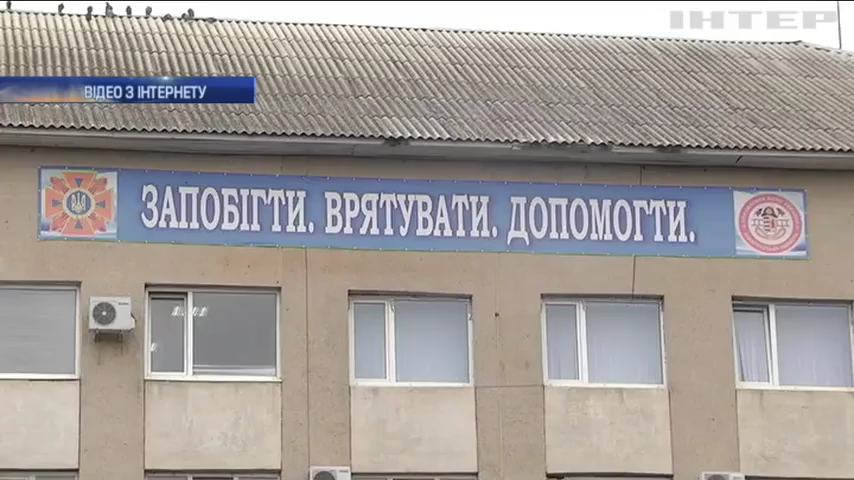 ІНТЕР
ВІДЕО З ІНТЕРНЕТУ
ЗАПОБІГТИ. ВРЯТУВАТИ. ДОПОМОГТИ.